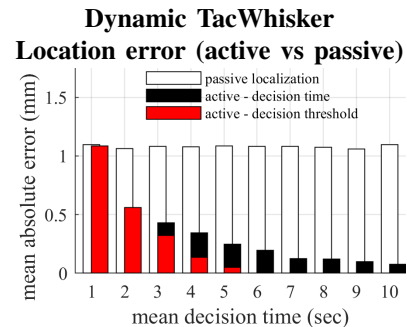 Dynamic TacWhisker
Location error (active vs passive)
passive localization
active - decision time
active - decision threshold
mean absolute error (mm)
1.5
1
0.5
0
1 2 3 4 5 6 7 8 9 10
mean decision time (sec)